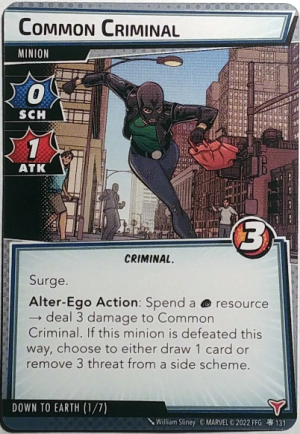 COMMON CRIMINAL
MINION
0
SCH
1
ATK
3
CRIMINAL.
Surge.
Alter-Ego Action: Spend a resource
→ deal 3 damage to Common
Criminal. If this minion is defeated this
way, choose to either draw 1 card or
remove 3 threat from a side scheme.
DOWN TO EARTH (1/7)
William Sliney © MARVEL © 2022 FFG 131